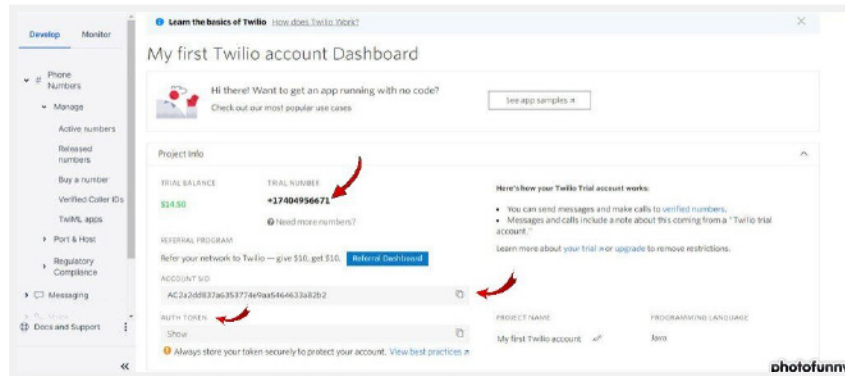 Learn the basics of Twilio How does Twilio Work?
Develop Monitor
My first Twilio account Dashboard
# Phone Numbers
Manage
Active numbers
Released numbers
Buy a number
Verified Caller IDs
TwiML apps
Port & Host
Regulatory Compliance
Messaging
Docs and Support
Hi there! Want to get an app running with no code?
Check out our most popular use cases
See app samples
Project Info
TRIAL BALANCE
$14.50
TRIAL NUMBER
+17404956671
Need more numbers?
REFERRAL PROGRAM
Refer your network to Twilio — give $10, get $10. Referral Dashboard
ACCOUNT SID
AUTH TOKEN
Show
Always store your token securely to protect your account. View best practices
Here's how your Twilio Trial account works:
You can send messages and make calls to verified numbers.
Messages and calls include a note about this coming from a "Twilio trial account."
Learn more about your trial or upgrade to remove restrictions.
PROJECT NAME
My first Twilio account
PROGRAMMING LANGUAGE
Java
photofunny